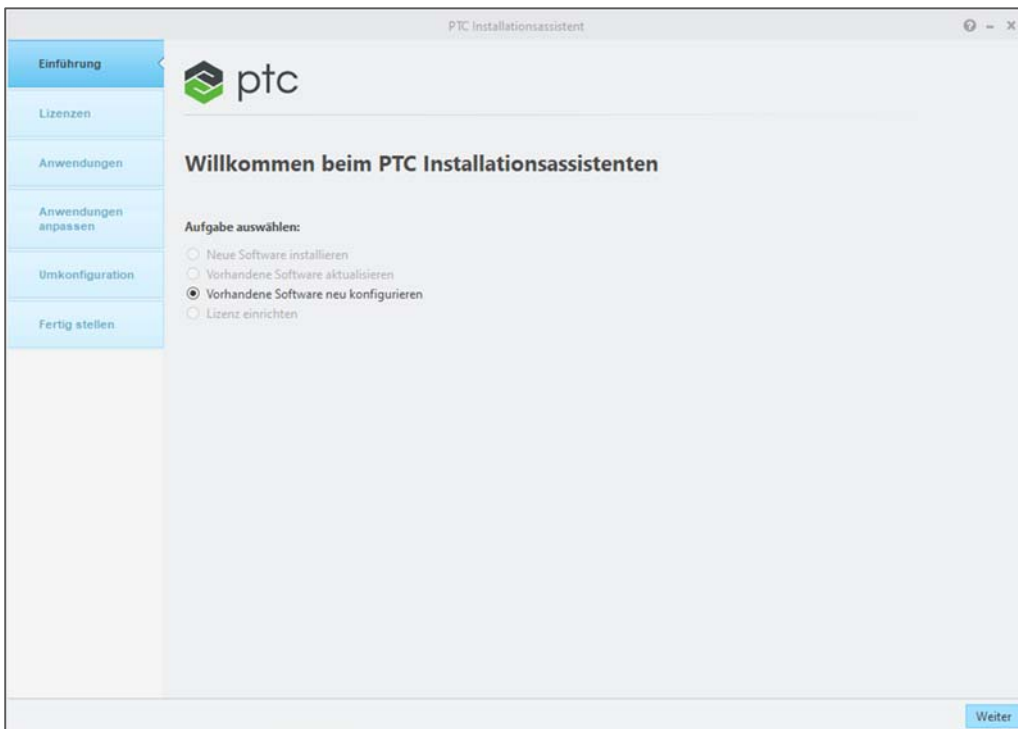 PTC Installationsassistent
Einführung
Lizenzen
Anwendungen
Anwendungen
anpassen
Umkonfiguration
Fertig stellen
ptc
Willkommen beim PTC Installationsassistenten
Aufgabe auswählen:
Neue Software installieren
Vorhandene Software aktualisieren
Vorhandene Software neu konfigurieren
Lizenz einrichten
Weiter